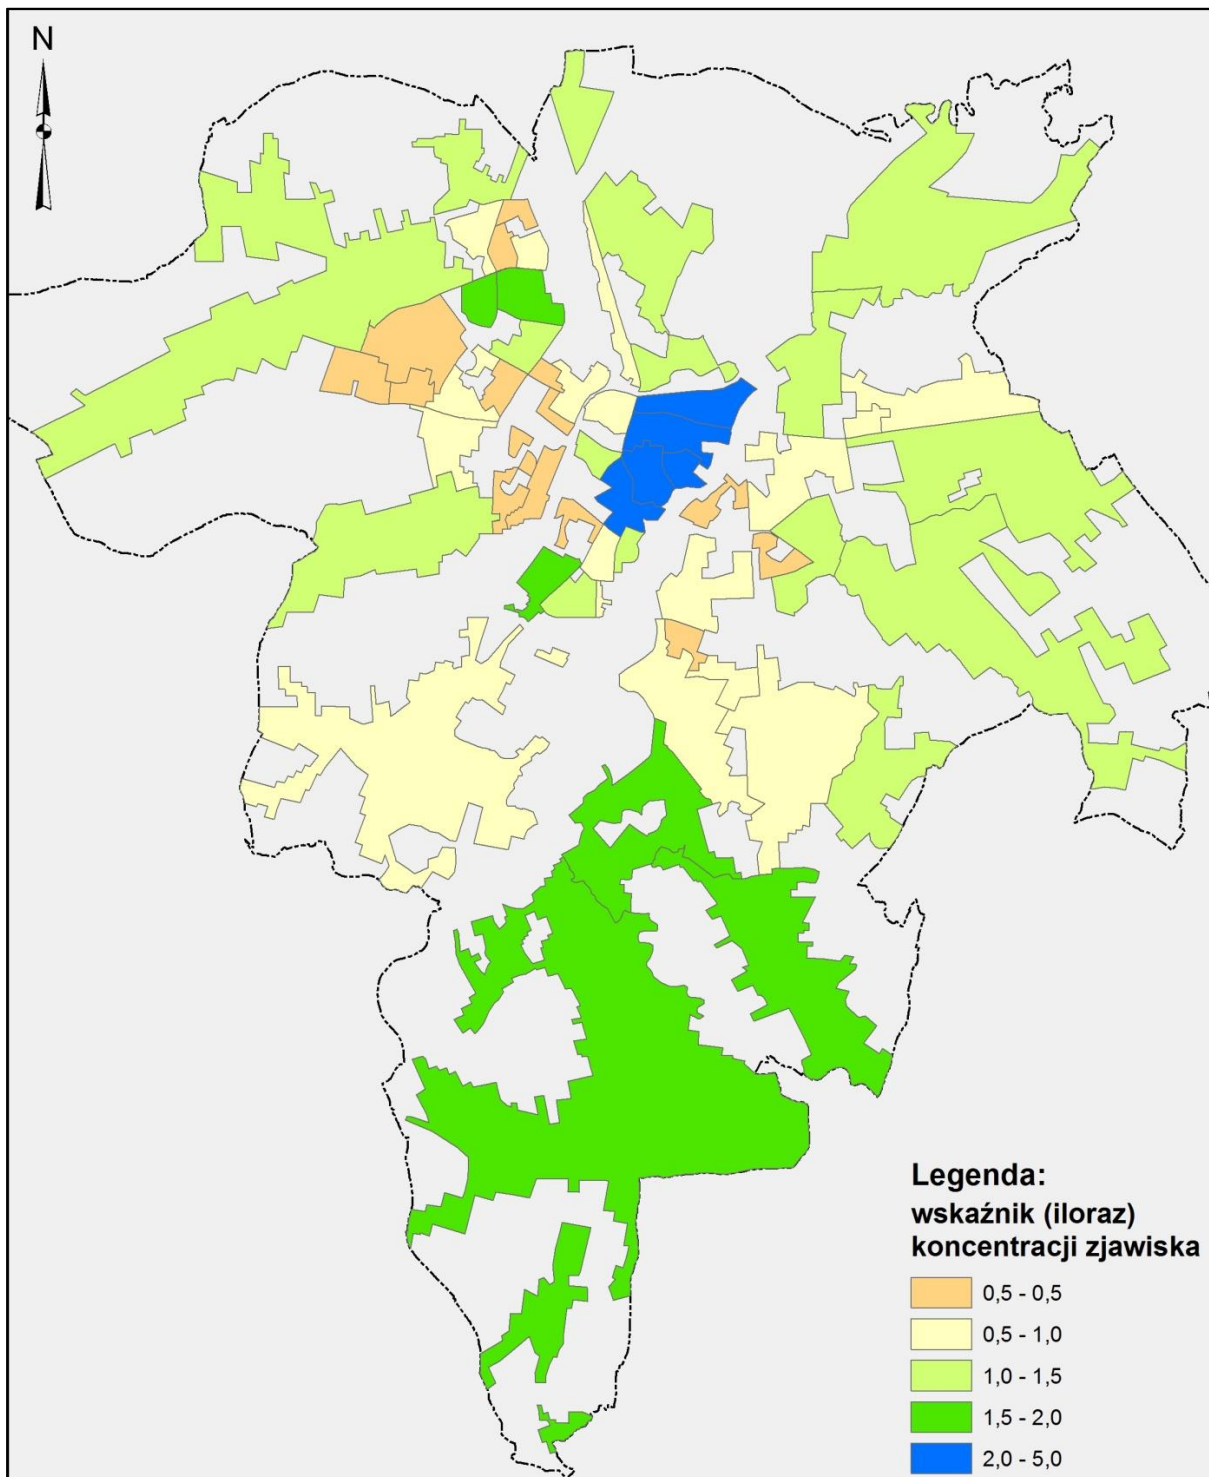 N
Legenda:
wskaźnik (iloraz)
koncentracji zjawiska
0,5 - 0,5
0,5 - 1,0
1,0 - 1,5
1,5 - 2,0
2,0 - 5,0